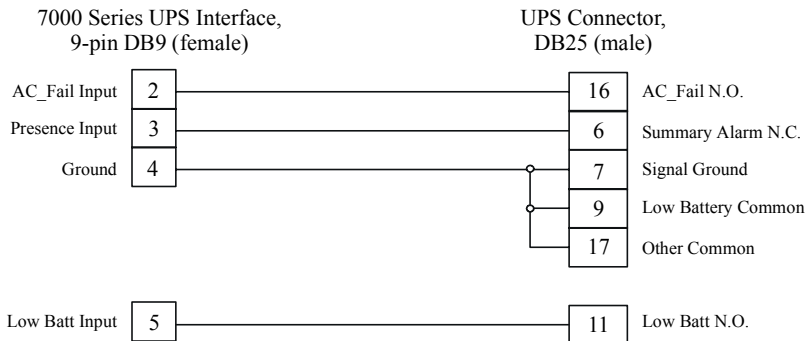 7000 Series UPS Interface,
9-pin DB9 (female)
UPS Connector,
DB25 (male)
AC_Fail Input 2 16 AC_Fail N.O.
Presence Input 3 6 Summary Alarm N.C.
Ground 4 7 Signal Ground
9 Low Battery Common
17 Other Common
Low Batt Input 5 11 Low Batt N.O.